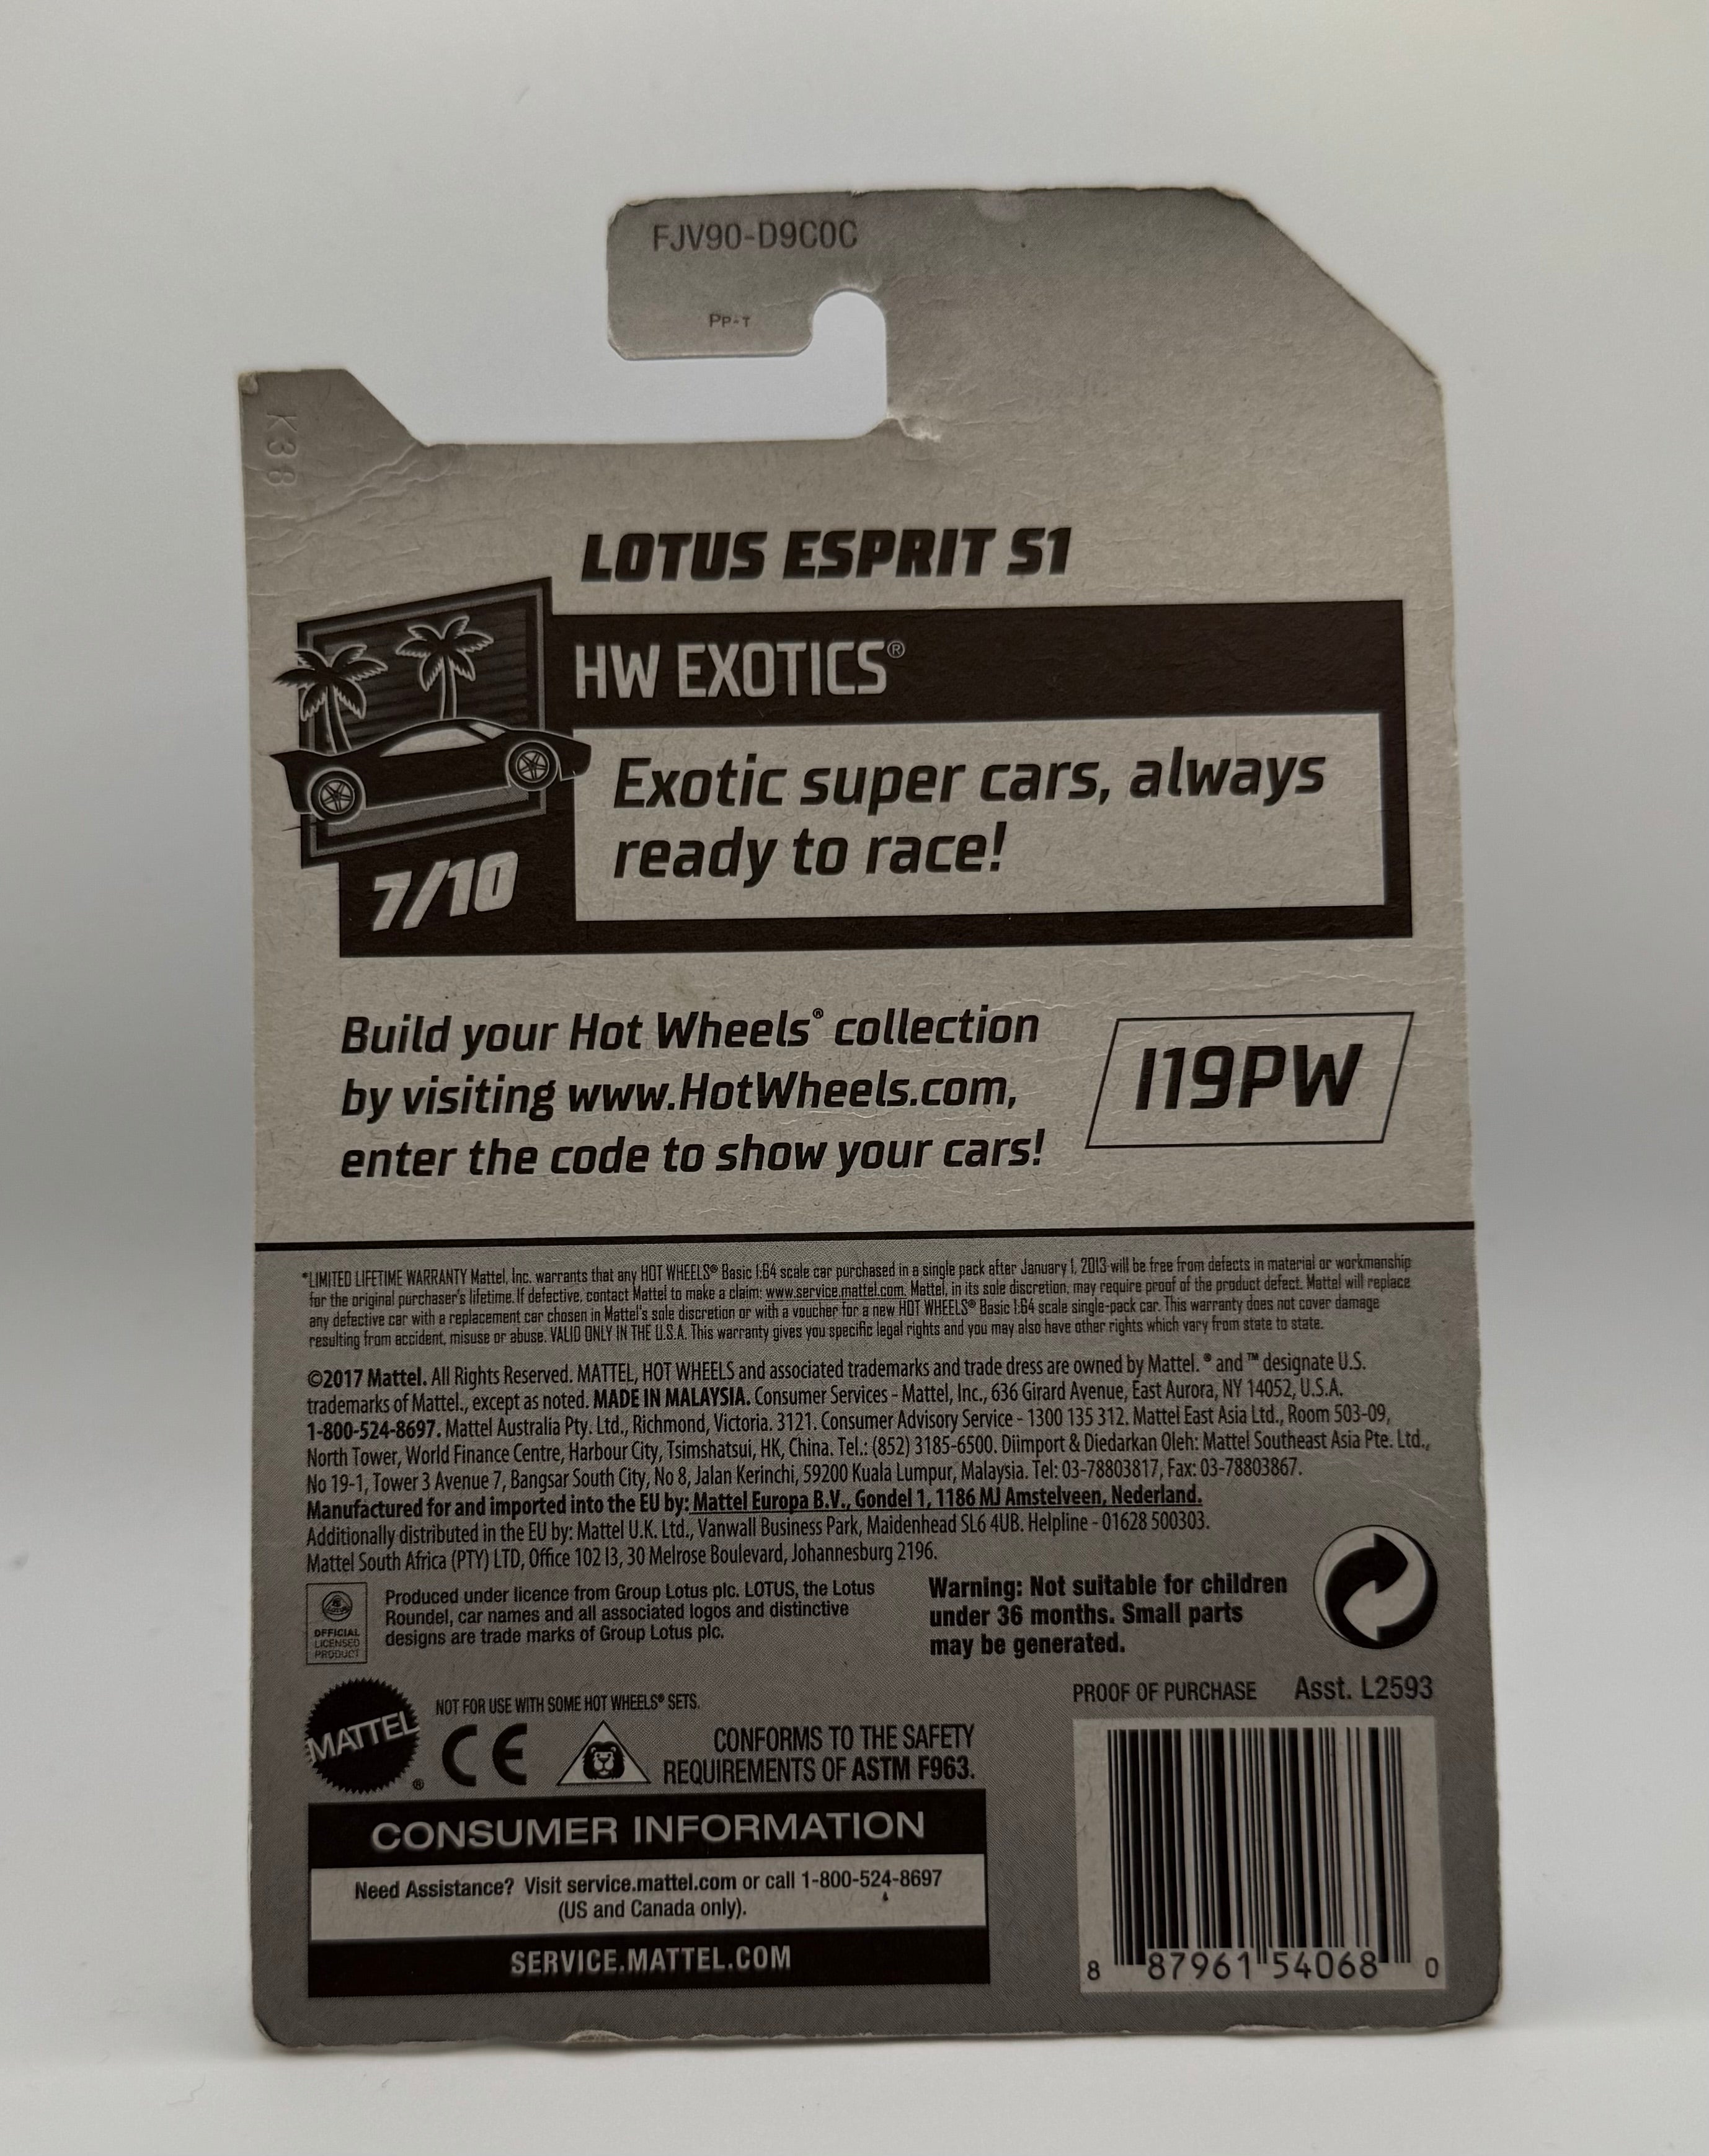 FJV90-D9C0C
PP-T
K38
LOTUS ESPRIT S1
HW EXOTICS®
Exotic super cars, always
ready to race!
7/10
Build your Hot Wheels® collection
by visiting www.HotWheels.com,
enter the code to show your cars!
I19PW
*LIMITED LIFETIME WARRANTY Mattel, Inc. warrants that any HOT WHEELS® Basic 1:64 scale car purchased in a single pack after January 1, 2013 will be free from defects in material or workmanship
for the original purchaser's lifetime. If defective, contact Mattel to make a claim: www.service.mattel.com. Mattel, in its sole discretion, may require proof of the product defect. Mattel will replace
any defective car with a replacement car chosen in Mattel's sole discretion or with a voucher for a new HOT WHEELS® Basic 1:64 scale single-pack car. This warranty does not cover damage
resulting from accident, misuse or abuse. VALID ONLY IN THE U.S.A. This warranty gives you specific legal rights and you may also have other rights which vary from state to state.
©2017 Mattel. All Rights Reserved. MATTEL, HOT WHEELS and associated trademarks and trade dress are owned by Mattel. ® and ™ designate U.S.
trademarks of Mattel., except as noted. MADE IN MALAYSIA. Consumer Services - Mattel, Inc., 636 Girard Avenue, East Aurora, NY 14052, U.S.A.
1-800-524-8697. Mattel Australia Pty. Ltd., Richmond, Victoria. 3121. Consumer Advisory Service - 1300 135 312. Mattel East Asia Ltd., Room 503-09,
North Tower, World Finance Centre, Harbour City, Tsimshatsui, HK, China. Tel.: (852) 3185-6500. Diimport & Diedarkan Oleh: Mattel Southeast Asia Pte. Ltd.,
No 19-1, Tower 3 Avenue 7, Bangsar South City, No 8, Jalan Kerinchi, 59200 Kuala Lumpur, Malaysia. Tel: 03-78803817, Fax: 03-78803867.
Manufactured for and imported into the EU by: Mattel Europa B.V., Gondel 1, 1186 MJ Amstelveen, Nederland.
Additionally distributed in the EU by: Mattel U.K. Ltd., Vanwall Business Park, Maidenhead SL6 4UB. Helpline - 01628 500303.
Mattel South Africa (PTY) LTD, Office 102 I3, 30 Melrose Boulevard, Johannesburg 2196.
OFFICIAL
LICENSED
PRODUCT
Produced under licence from Group Lotus plc. LOTUS, the Lotus
Roundel, car names and all associated logos and distinctive
designs are trade marks of Group Lotus plc.
Warning: Not suitable for children
under 36 months. Small parts
may be generated.
MATTEL®
NOT FOR USE WITH SOME HOT WHEELS® SETS.
CE
CONFORMS TO THE SAFETY
REQUIREMENTS OF ASTM F963.
PROOF OF PURCHASE Asst. L2593
CONSUMER INFORMATION
Need Assistance? Visit service.mattel.com or call 1-800-524-8697
(US and Canada only).
SERVICE.MATTEL.COM
8 87961 54068 0